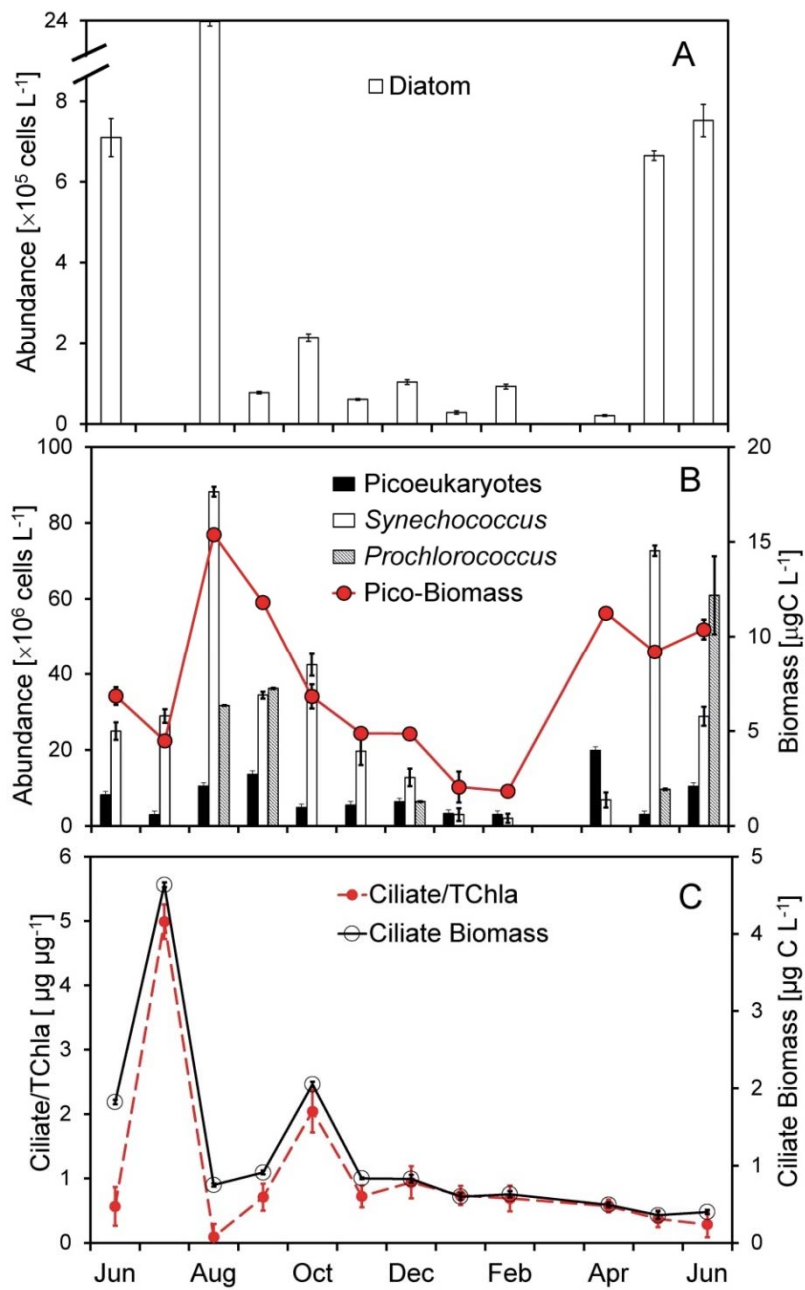 A
Diatom
Abundance [×10⁵ cells L⁻¹]
24
8
6
4
2
0
B
Picoeukaryotes
Synechococcus
Prochlorococcus
Pico-Biomass
Abundance [×10⁶ cells L⁻¹]
100
80
60
40
20
0
Biomass [µgC L⁻¹]
20
15
10
5
0
C
Ciliate/TChla
Ciliate Biomass
Ciliate/TChla [ µg µg⁻¹]
6
5
4
3
2
1
0
Ciliate Biomass [µg C L⁻¹]
5
4
3
2
1
0
Jun Aug Oct Dec Feb Apr Jun